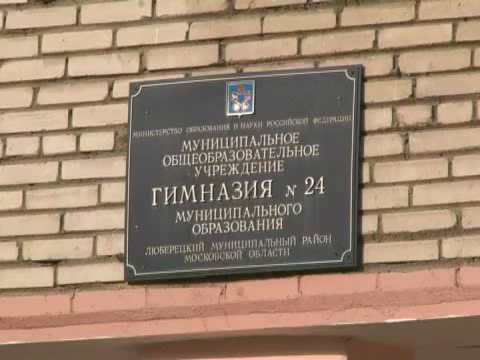 МИНИСТЕРСТВО ОБРАЗОВАНИЯ И НАУКИ РОССИЙСКОЙ ФЕДЕРАЦИИ
МУНИЦИПАЛЬНОЕ
ОБЩЕОБРАЗОВАТЕЛЬНОЕ
УЧРЕЖДЕНИЕ
ГИМНАЗИЯ № 24
МУНИЦИПАЛЬНОГО
ОБРАЗОВАНИЯ
ЛЮБЕРЕЦКИЙ МУНИЦИПАЛЬНЫЙ РАЙОН
МОСКОВСКОЙ ОБЛАСТИ